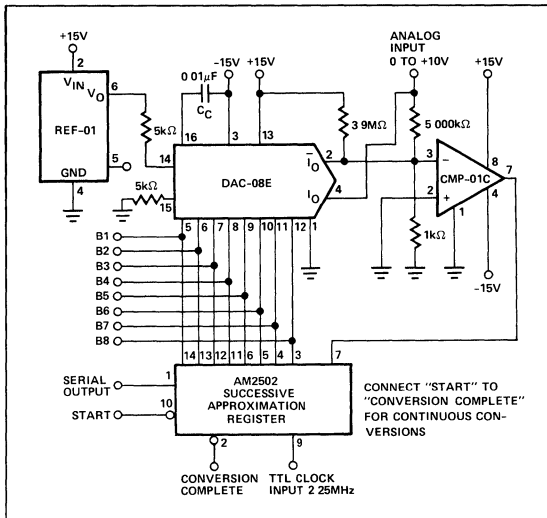 +15V
2
VIN
VO
6
REF-01
5
GND
4
5kΩ
5kΩ
0 01μF
CC
-15V
+15V
16
3
13
14
15
DAC-08E
IO
2
IO
4
5
6
7
8
9
10
11
12
1
3 9MΩ
ANALOG
INPUT
0 TO +10V
5 000kΩ
1kΩ
+15V
3
−
2
+
CMP-01C
8
7
4
1
-15V
B1
B2
B3
B4
B5
B6
B7
B8
14
13
12
11
6
5
4
3
7
SERIAL
OUTPUT
1
START
10
AM2502
SUCCESSIVE
APPROXIMATION
REGISTER
2
9
CONVERSION
COMPLETE
TTL CLOCK
INPUT 2 25MHz
CONNECT "START" TO
"CONVERSION COMPLETE"
FOR CONTINUOUS CON-
VERSIONS